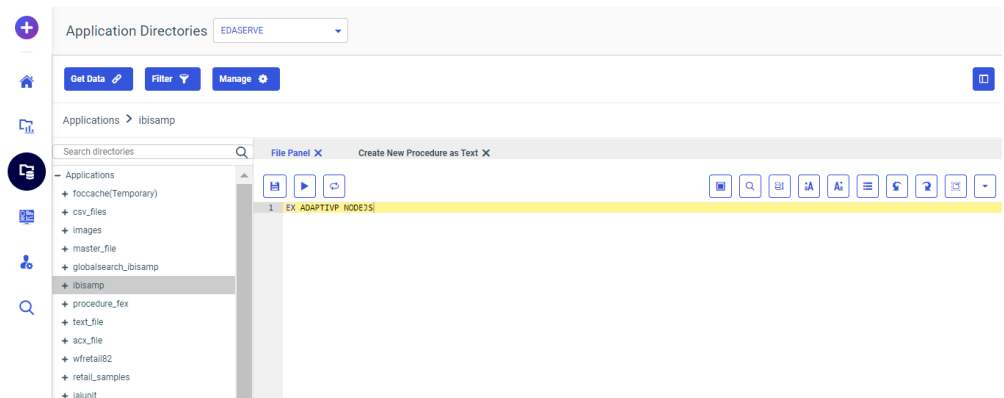 Application Directories EDASERVE
Get Data Filter Manage
Applications > ibisamp
Search directories
File Panel X Create New Procedure as Text X
Applications
foccache(Temporary)
csv_files
images
master_file
globalsearch_ibisamp
ibisamp
procedure_fex
text_file
acx_file
wfretail82
retail_samples
1 EX ADAPTIVP NODEJS